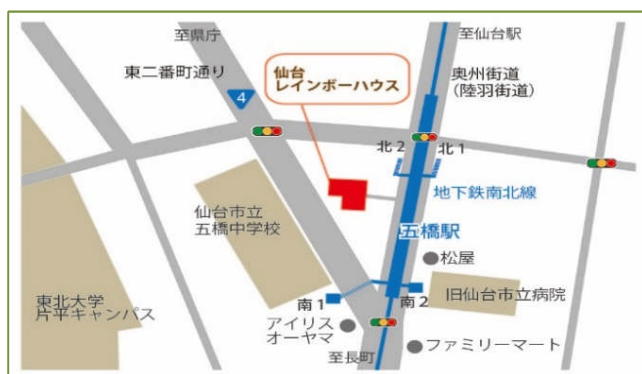 至県庁
至仙台駅
東二番町通り
仙台
レインボーハウス
奥州街道
(陸羽街道)
4
北2
北1
地下鉄南北線
仙台市立
五橋中学校
五橋駅
松屋
東北大学
片平キャンパス
南1
南2
旧仙台市立病院
アイリス
オーヤマ
至長町
ファミリーマート